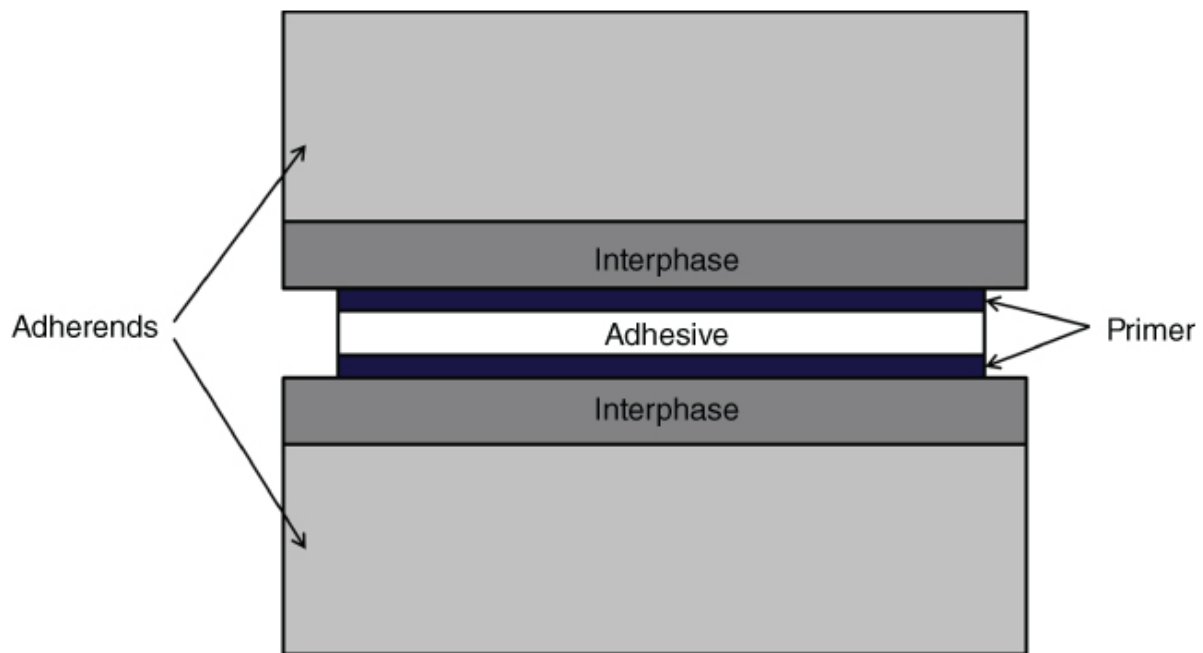 Interphase
Adherends
Adhesive
Primer
Interphase